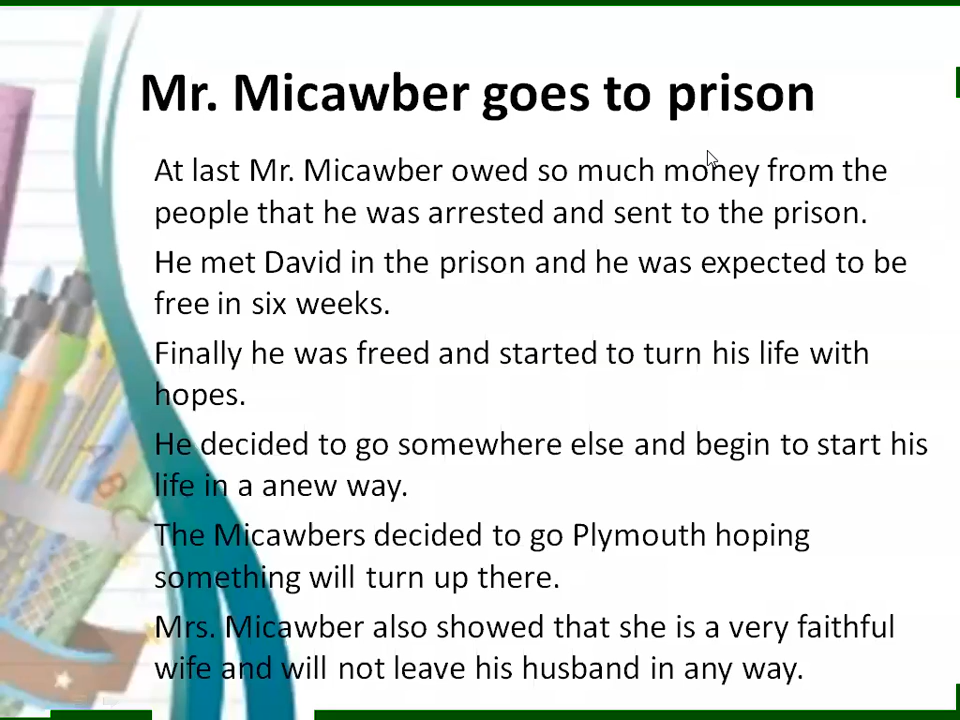 Mr. Micawber goes to prison
At last Mr. Micawber owed so much money from the
people that he was arrested and sent to the prison.
He met David in the prison and he was expected to be
free in six weeks.
Finally he was freed and started to turn his life with
hopes.
He decided to go somewhere else and begin to start his
life in a anew way.
The Micawbers decided to go Plymouth hoping
something will turn up there.
Mrs. Micawber also showed that she is a very faithful
wife and will not leave his husband in any way.